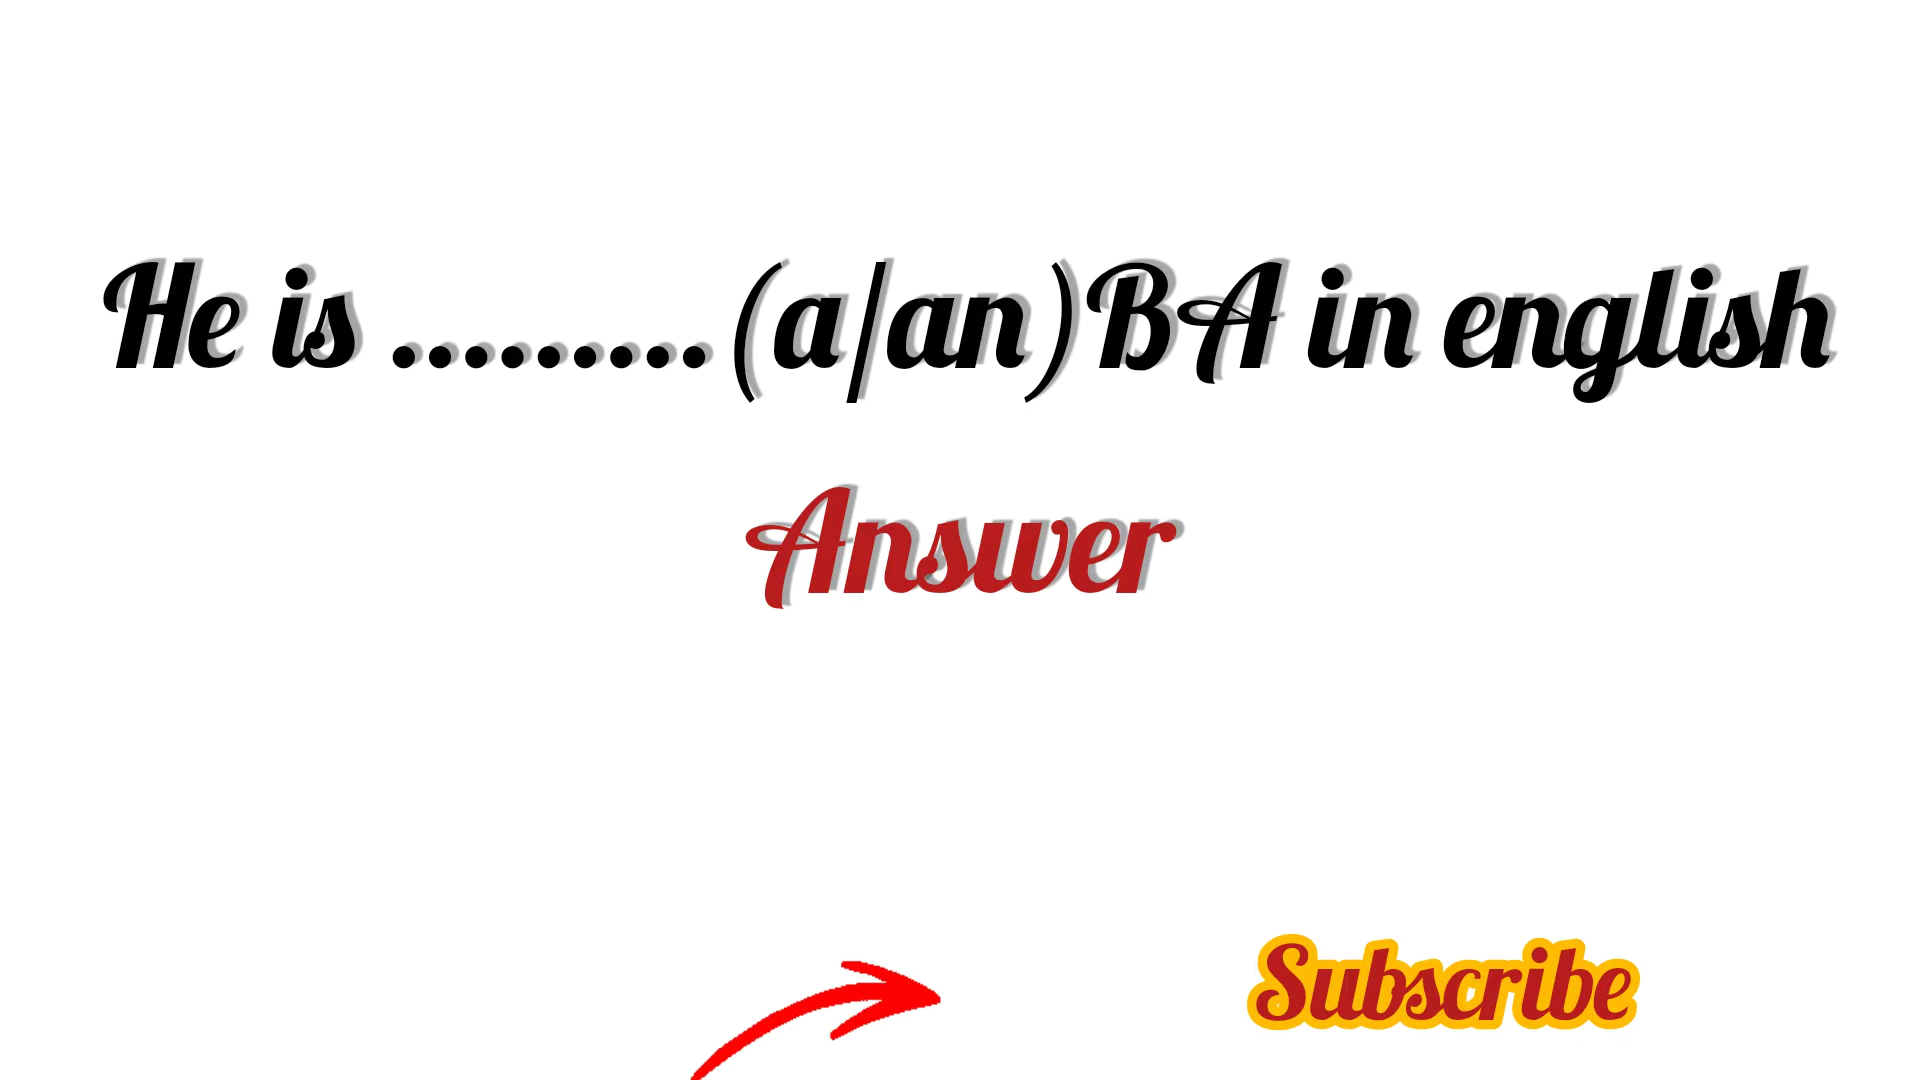 He is .........(a/an)BA in english
Answer
Subscribe